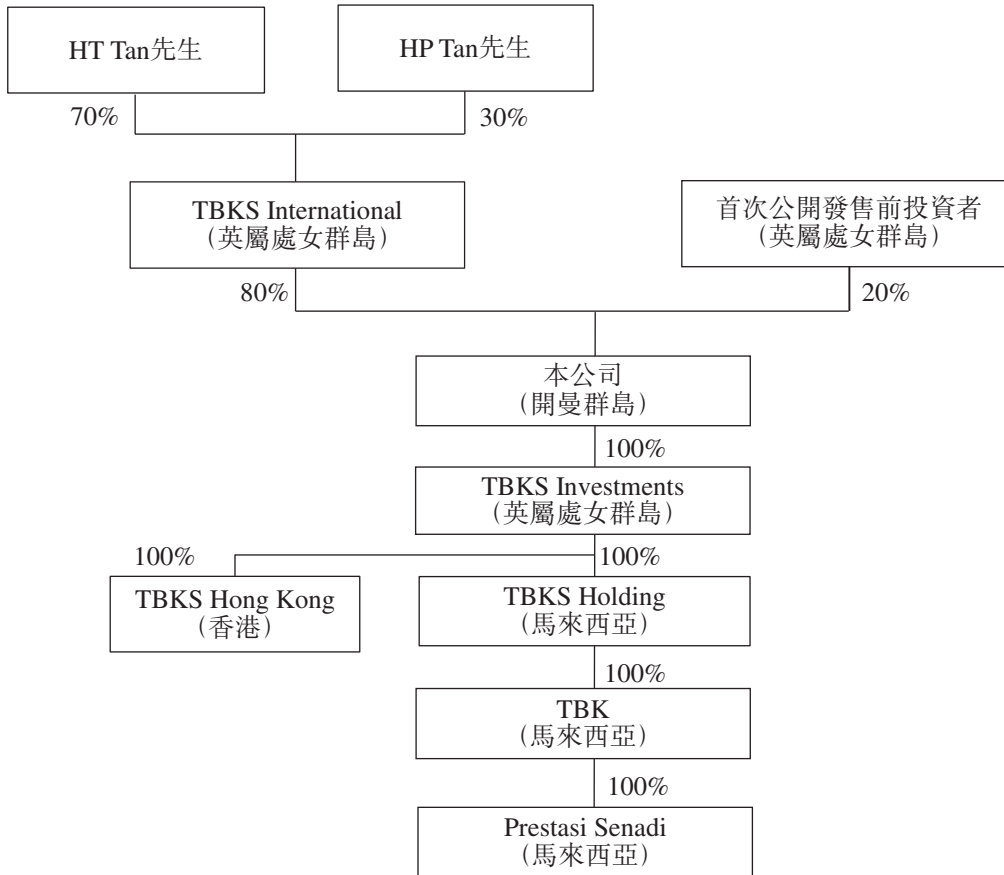 HT Tan先生
HP Tan先生
70%
30%
TBKS International
（英屬處女群島）
首次公開發售前投資者
（英屬處女群島）
80%
20%
本公司
（開曼群島）
100%
TBKS Investments
（英屬處女群島）
100%
100%
TBKS Hong Kong
（香港）
TBKS Holding
（馬來西亞）
100%
TBK
（馬來西亞）
100%
Prestasi Senadi
（馬來西亞）